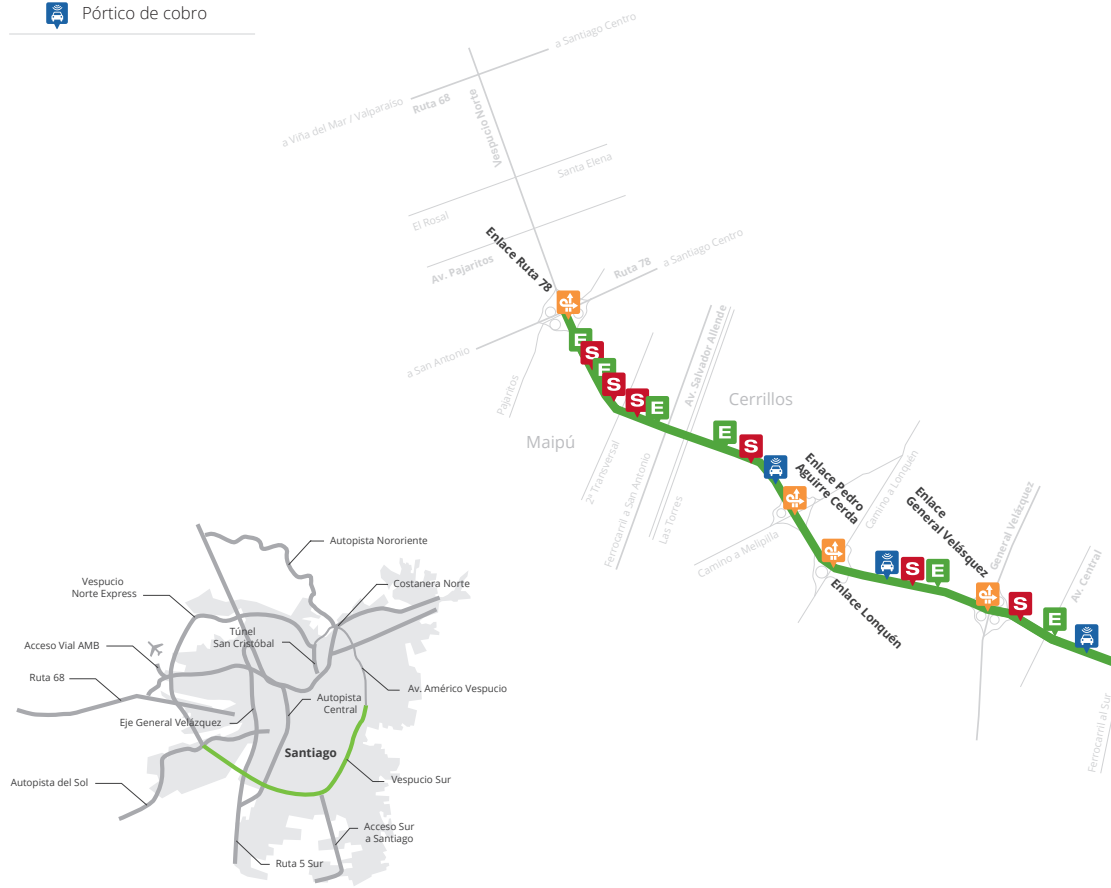 Pórtico de cobro
a Santiago Centro
a Viña del Mar / Valparaíso
Ruta 68
Vespucio Norte
Santa Elena
El Rosal
Av. Pajaritos
Enlace Ruta 78
Ruta 78
a Santiago Centro
a San Antonio
Pajaritos
E
S
E
S
S
E
Av. Salvador Allende
Cerrillos
Maipú
E
S
2ª Transversal
Ferrocarril a San Antonio
Las Torres
Enlace Pedro
Aguirre Cerda
Camino a Melipilla
Camino a Lonquén
Enlace Lonquén
S
E
Enlace
General Velásquez
General Velázquez
S
E
Av. Central
Ferrocarril al Sur
Autopista Nororiente
Vespucio
Norte Express
Costanera Norte
Túnel
San Cristóbal
Acceso Vial AMB
Ruta 68
Av. Américo Vespucio
Autopista
Central
Eje General Velázquez
Santiago
Autopista del Sol
Vespucio Sur
Acceso Sur
a Santiago
Ruta 5 Sur